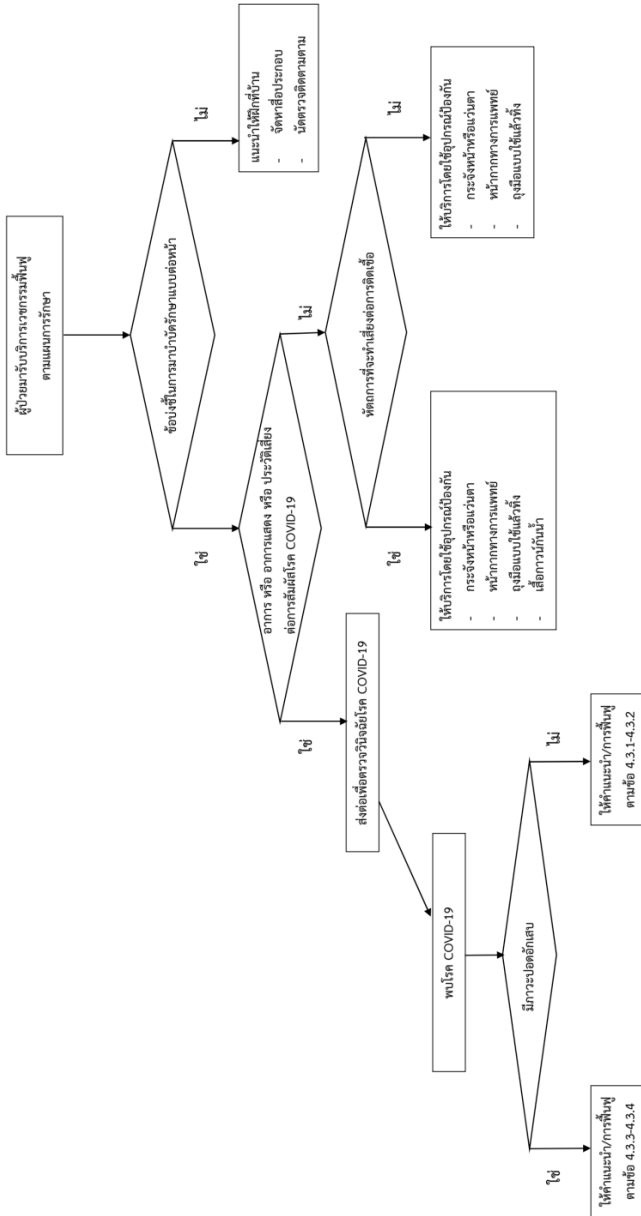 ผู้ป่วยมารับบริการเวชกรรมฟื้นฟู
ตามแผนการรักษา
ข้อบ่งชี้ในการมาบำบัดรักษาแบบต่อหน้า
ใช่
ไม่
แนะนำให้ฝึกที่บ้าน
- จัดหาสื่อประกอบ
- นัดตรวจติดตามตาม
อาการ หรือ อาการแสดง หรือ ประวัติเสี่ยง
ต่อการสัมผัสโรค COVID-19
ใช่
ไม่
ส่งต่อเพื่อตรวจวินิจฉัยโรค COVID-19
หัตถการที่จะทำเสี่ยงต่อการติดเชื้อ
ใช่
ไม่
พบโรค COVID-19
ให้บริการโดยใช้อุปกรณ์ป้องกัน
- กระจังหน้าหรือแว่นตา
- หน้ากากทางการแพทย์
- ถุงมือแบบใช้แล้วทิ้ง
- เสื้อกาวน์กันน้ำ
ให้บริการโดยใช้อุปกรณ์ป้องกัน
- กระจังหน้าหรือแว่นตา
- หน้ากากทางการแพทย์
- ถุงมือแบบใช้แล้วทิ้ง
มีภาวะปอดอักเสบ
ใช่
ไม่
ให้คำแนะนำ/การฟื้นฟู
ตามข้อ 4.3.3-4.3.4
ให้คำแนะนำ/การฟื้นฟู
ตามข้อ 4.3.1-4.3.2